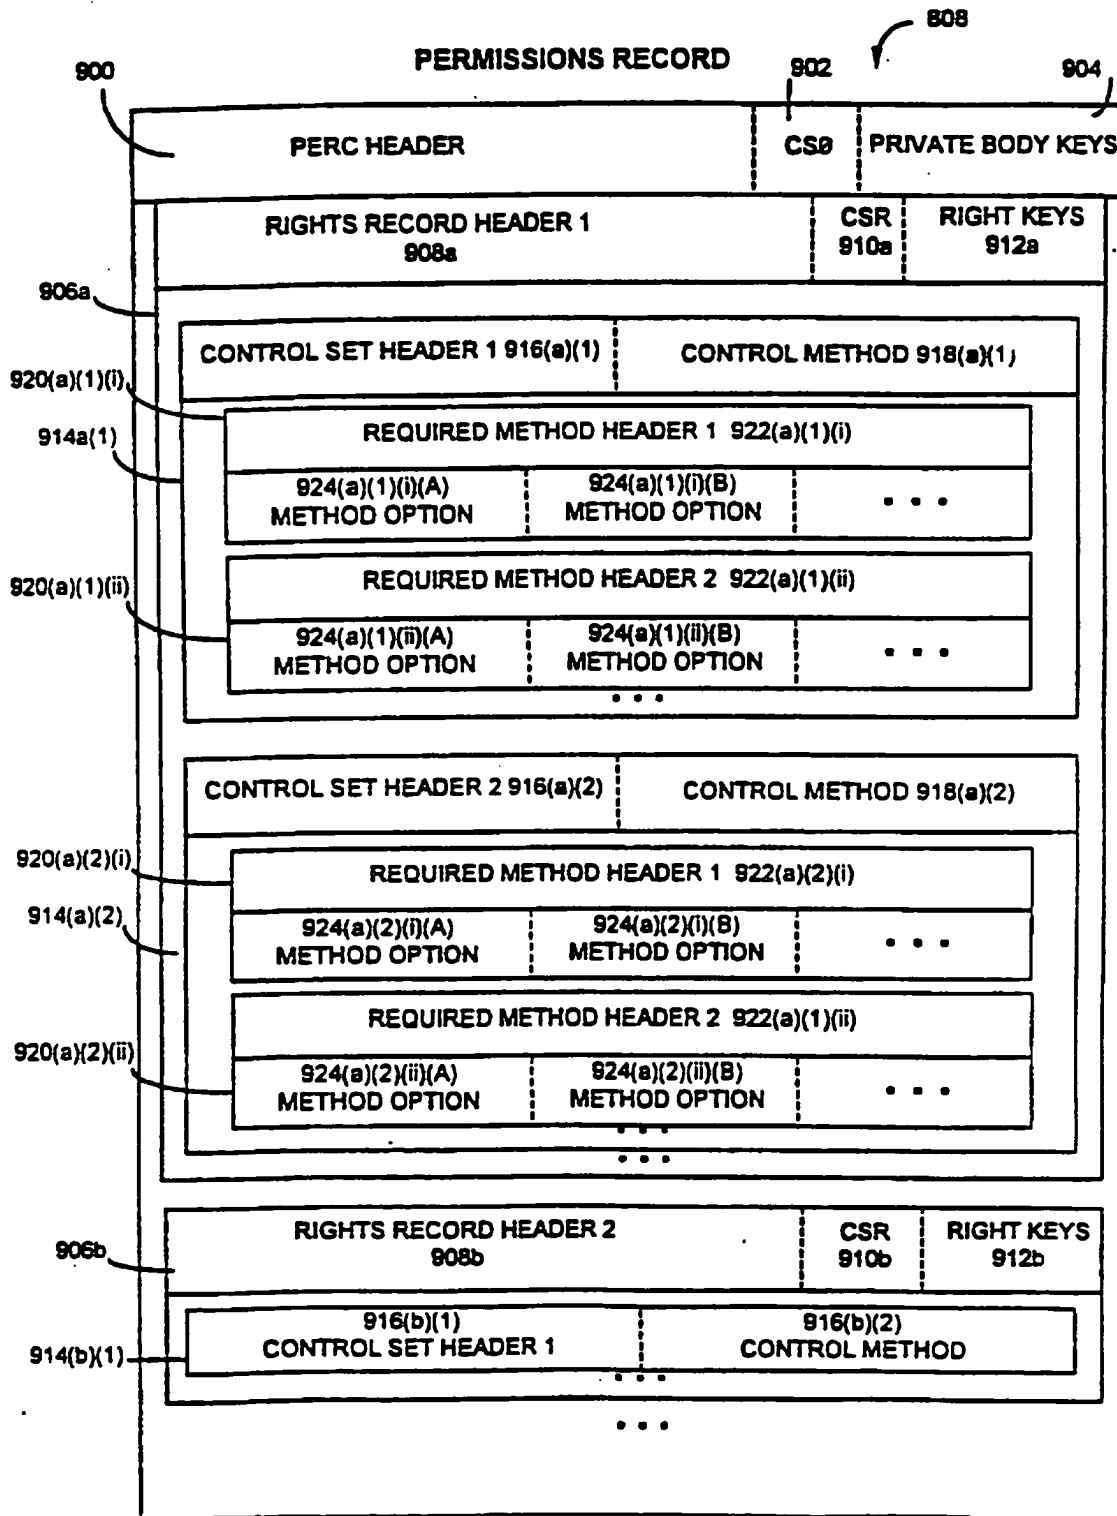 808
PERMISSIONS RECORD
900
902
904
PERC HEADER
CSØ
PRIVATE BODY KEYS
RIGHTS RECORD HEADER 1
908a
CSR
910a
RIGHT KEYS
912a
906a
CONTROL SET HEADER 1 916(a)(1)
CONTROL METHOD 918(a)(1)
920(a)(1)(i)
REQUIRED METHOD HEADER 1 922(a)(1)(i)
914a(1)
924(a)(1)(i)(A)
METHOD OPTION
924(a)(1)(i)(B)
METHOD OPTION
• • •
920(a)(1)(ii)
REQUIRED METHOD HEADER 2 922(a)(1)(ii)
924(a)(1)(ii)(A)
METHOD OPTION
924(a)(1)(ii)(B)
METHOD OPTION
• • •
• • •
CONTROL SET HEADER 2 916(a)(2)
CONTROL METHOD 918(a)(2)
920(a)(2)(i)
REQUIRED METHOD HEADER 1 922(a)(2)(i)
914(a)(2)
924(a)(2)(i)(A)
METHOD OPTION
924(a)(2)(i)(B)
METHOD OPTION
• • •
REQUIRED METHOD HEADER 2 922(a)(1)(ii)
920(a)(2)(ii)
924(a)(2)(ii)(A)
METHOD OPTION
924(a)(2)(ii)(B)
METHOD OPTION
• • •
• • •
• • •
906b
RIGHTS RECORD HEADER 2
908b
CSR
910b
RIGHT KEYS
912b
914(b)(1)
916(b)(1)
CONTROL SET HEADER 1
916(b)(2)
CONTROL METHOD
• • •
• • •